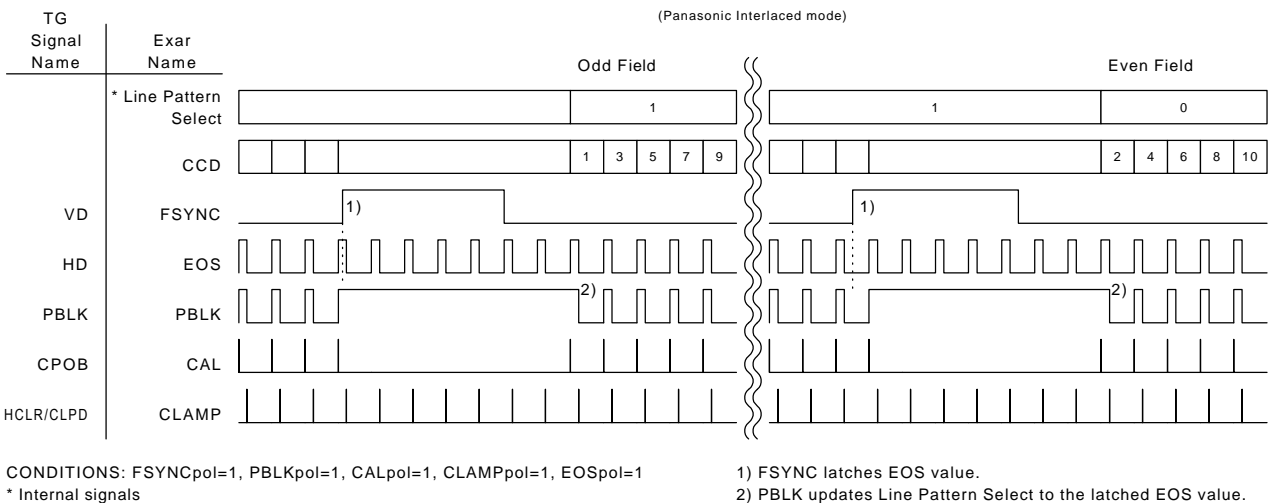 (Panasonic Interlaced mode)
TG
Signal
Name
Exar
Name
Odd Field
Even Field
* Line Pattern
Select
1
1
0
CCD
1 3 5 7 9
2 4 6 8 10
VD FSYNC 1) 1)
HD EOS
PBLK PBLK 2) 2)
CPOB CAL
HCLR/CLPD CLAMP
CONDITIONS: FSYNCpol=1, PBLKpol=1, CALpol=1, CLAMPpol=1, EOSpol=1
* Internal signals
1) FSYNC latches EOS value.
2) PBLK updates Line Pattern Select to the latched EOS value.